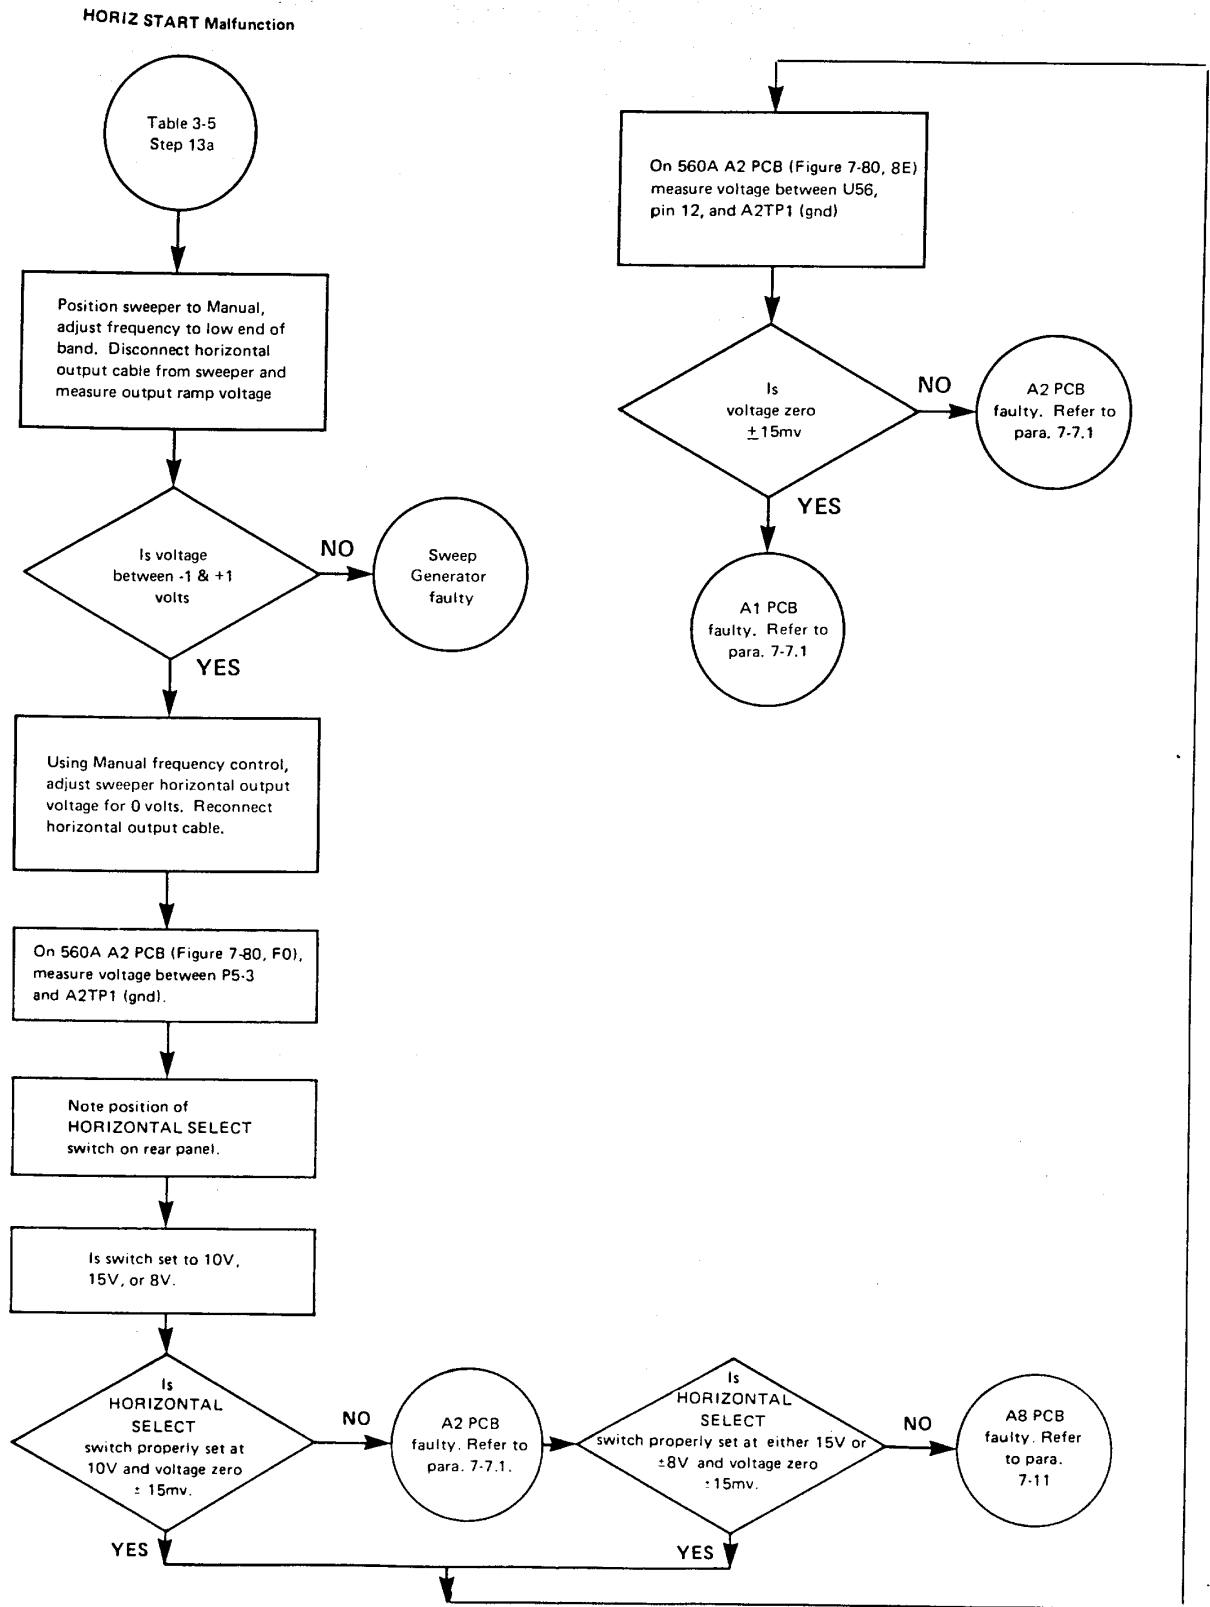 HORIZ START Malfunction
Table 3-5
Step 13a
Position sweeper to Manual,
adjust frequency to low end of
band. Disconnect horizontal
output cable from sweeper and
measure output ramp voltage
Is voltage
between -1 & +1
volts
NO
Sweep
Generator
faulty
YES
Using Manual frequency control,
adjust sweeper horizontal output
voltage for 0 volts. Reconnect
horizontal output cable.
On 560A A2 PCB (Figure 7-80, F0),
measure voltage between P5-3
and A2TP1 (gnd).
Note position of
HORIZONTAL SELECT
switch on rear panel.
Is switch set to 10V,
15V, or 8V.
Is
HORIZONTAL
SELECT
switch properly set at
10V and voltage zero
± 15mv.
NO
A2 PCB
faulty. Refer to
para. 7-7.1.
YES
Is
HORIZONTAL
SELECT
switch properly set at either 15V or
±8V and voltage zero
±15mv.
NO
A8 PCB
faulty. Refer
to para.
7-11
YES
On 560A A2 PCB (Figure 7-80, 8E)
measure voltage between U56,
pin 12, and A2TP1 (gnd)
Is
voltage zero
±15mv
NO
A2 PCB
faulty. Refer to
para. 7-7.1
YES
A1 PCB
faulty. Refer to
para. 7-7.1